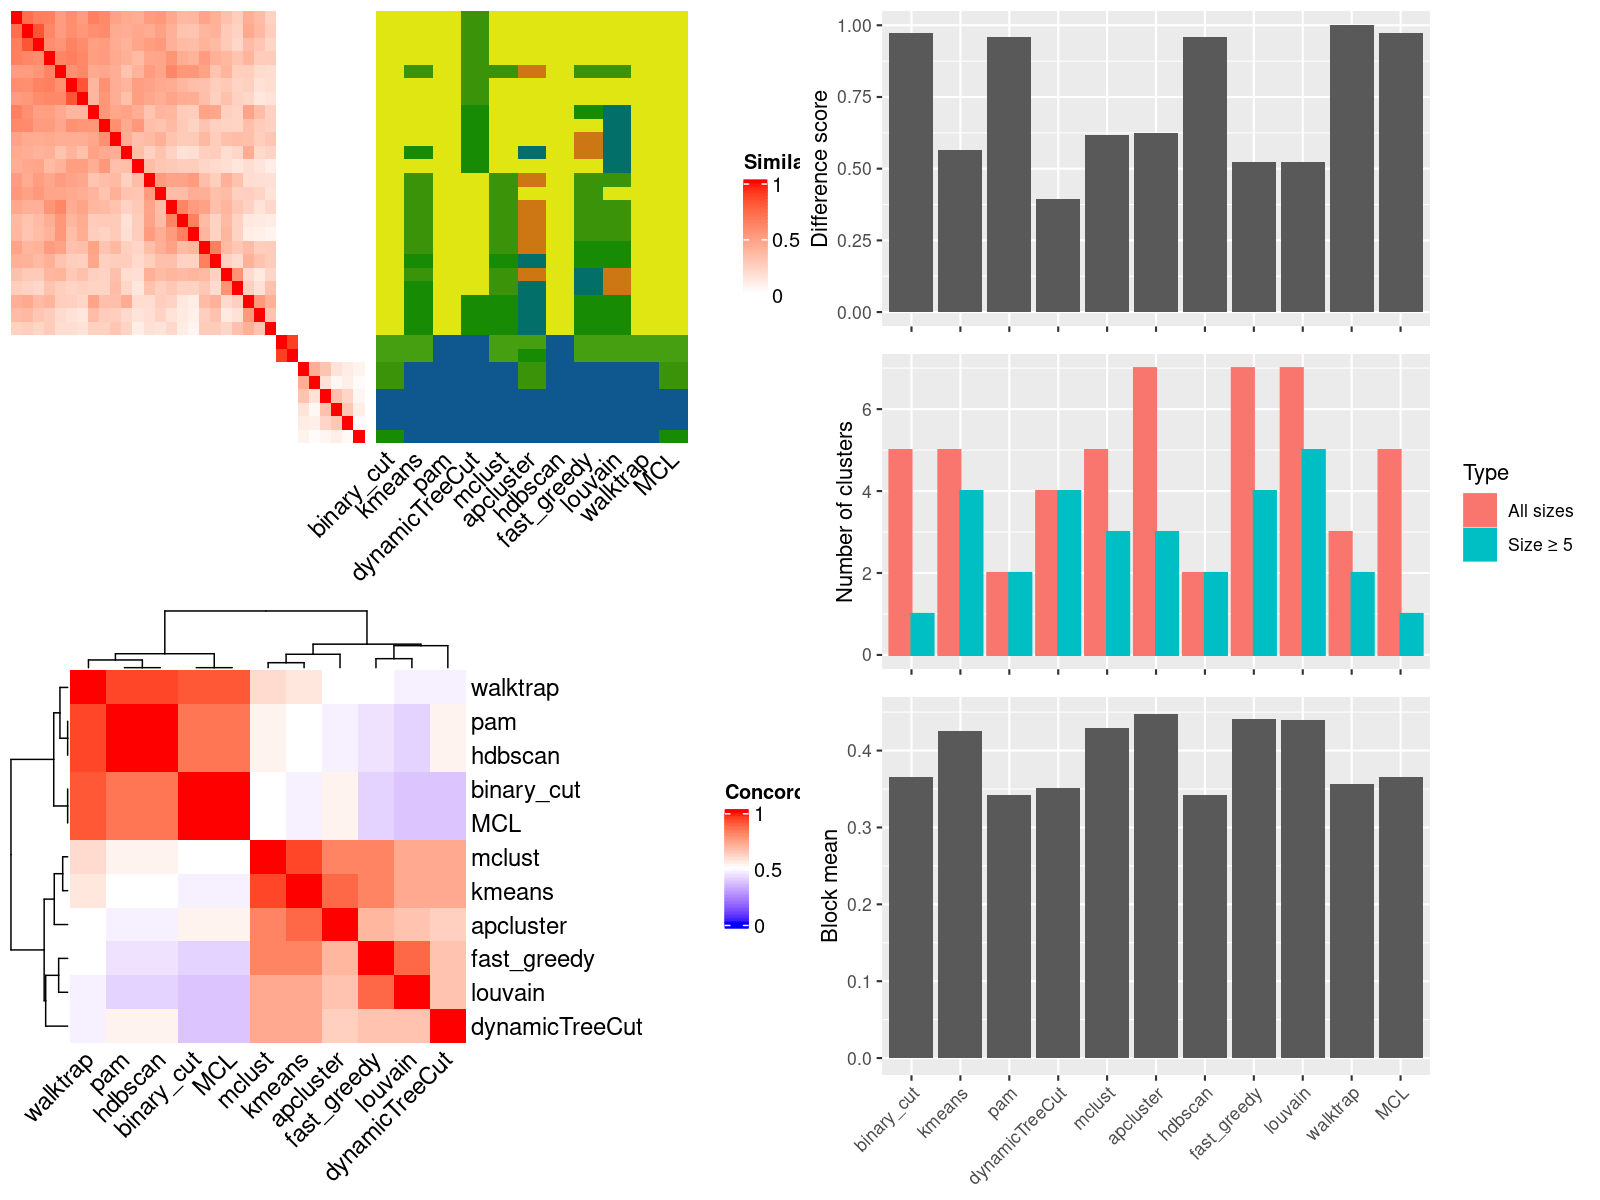 Simila
1
0.5
0
binary_cut
kmeans
pam
dynamicTreeCut
mclust
apcluster
hdbscan
fast_greedy
louvain
walktrap
MCL
Difference score
1.00
0.75
0.50
0.25
0.00
Number of clusters
6
4
2
0
Type
All sizes
Size ≥ 5
walktrap
pam
hdbscan
binary_cut
MCL
mclust
kmeans
apcluster
fast_greedy
louvain
dynamicTreeCut
walktrap
pam
hdbscan
binary_cut
MCL
mclust
kmeans
apcluster
fast_greedy
louvain
dynamicTreeCut
Concord
1
0.5
0
Block mean
0.4
0.3
0.2
0.1
0.0
binary_cut
kmeans
pam
dynamicTreeCut
mclust
apcluster
hdbscan
fast_greedy
louvain
walktrap
MCL